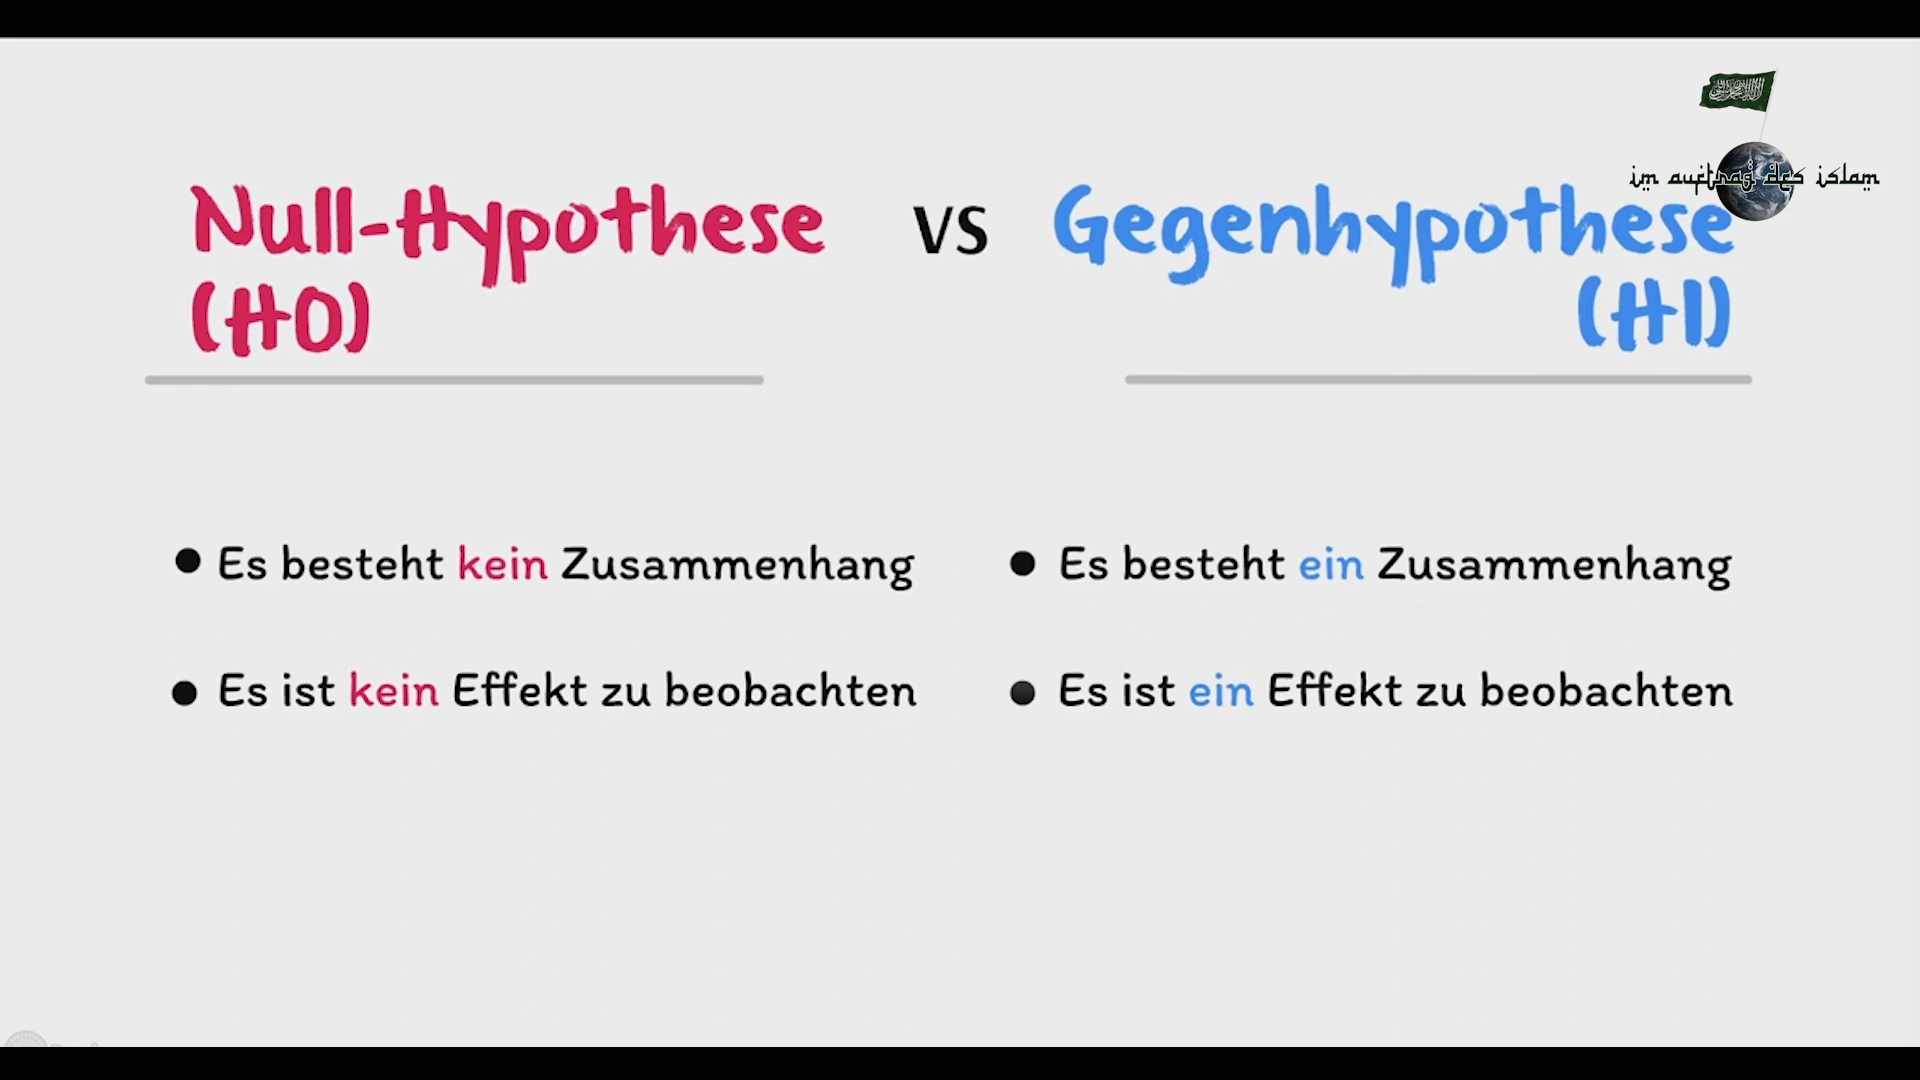 im auftrag des islam
Null-Hypothese
(H0)
vs
Gegenhypothese
(H1)
Es besteht kein Zusammenhang
Es ist kein Effekt zu beobachten
Es besteht ein Zusammenhang
Es ist ein Effekt zu beobachten